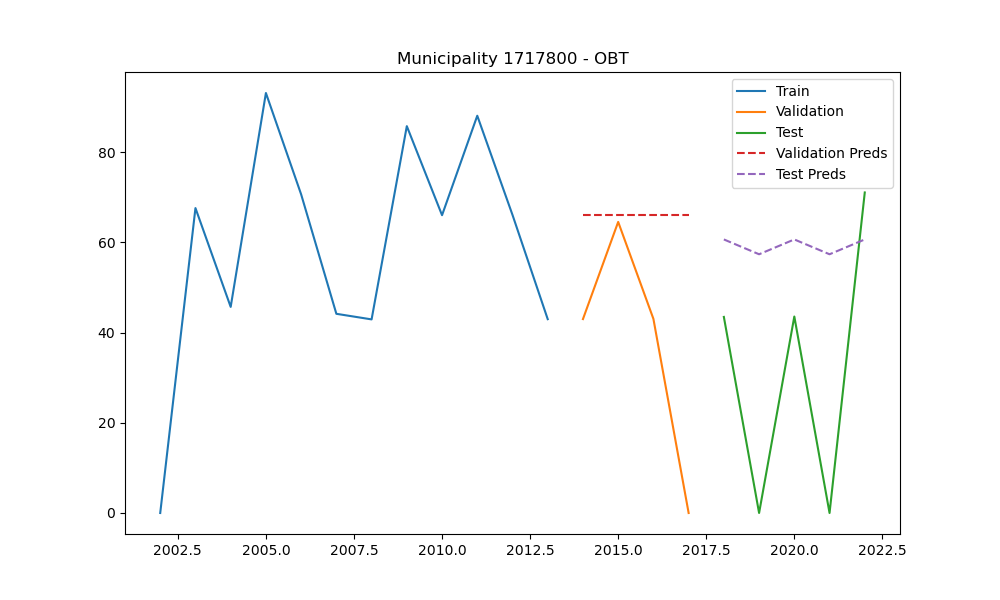 Municipality 1717800 - OBT
Train
Validation
Test
Validation Preds
Test Preds
80
60
40
20
0
2002.5 2005.0 2007.5 2010.0 2012.5 2015.0 2017.5 2020.0 2022.5